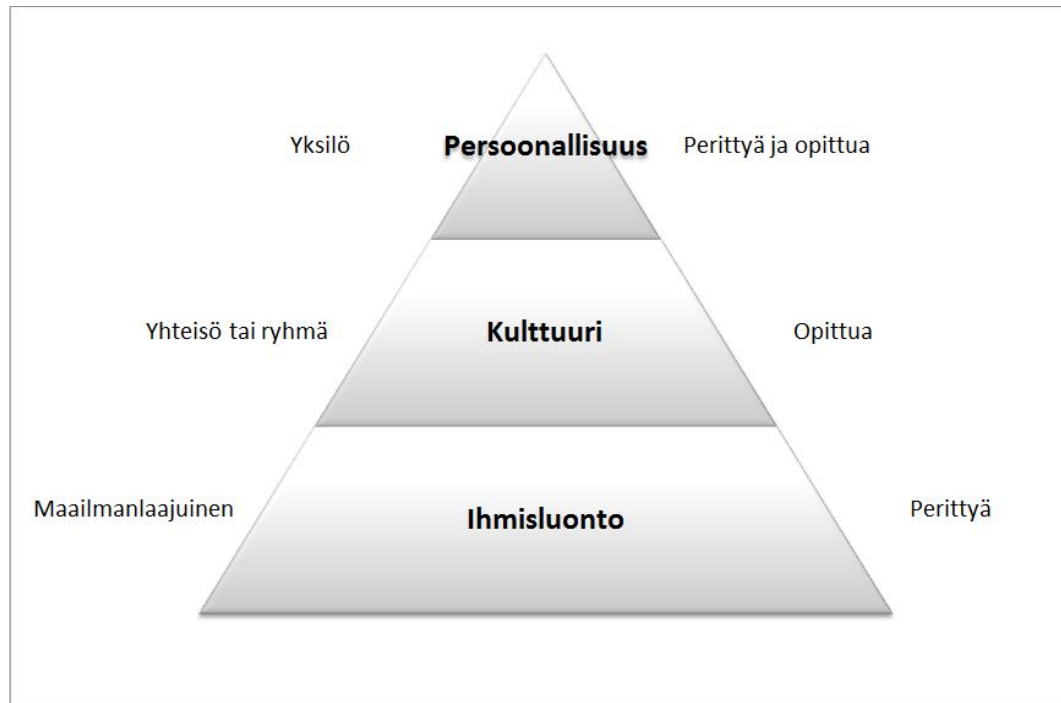 Yksilö
Persoonallisuus
Perittyä ja opittua
Yhteisö tai ryhmä
Kulttuuri
Opittua
Maailmanlaajuinen
Ihmisluonto
Perittyä